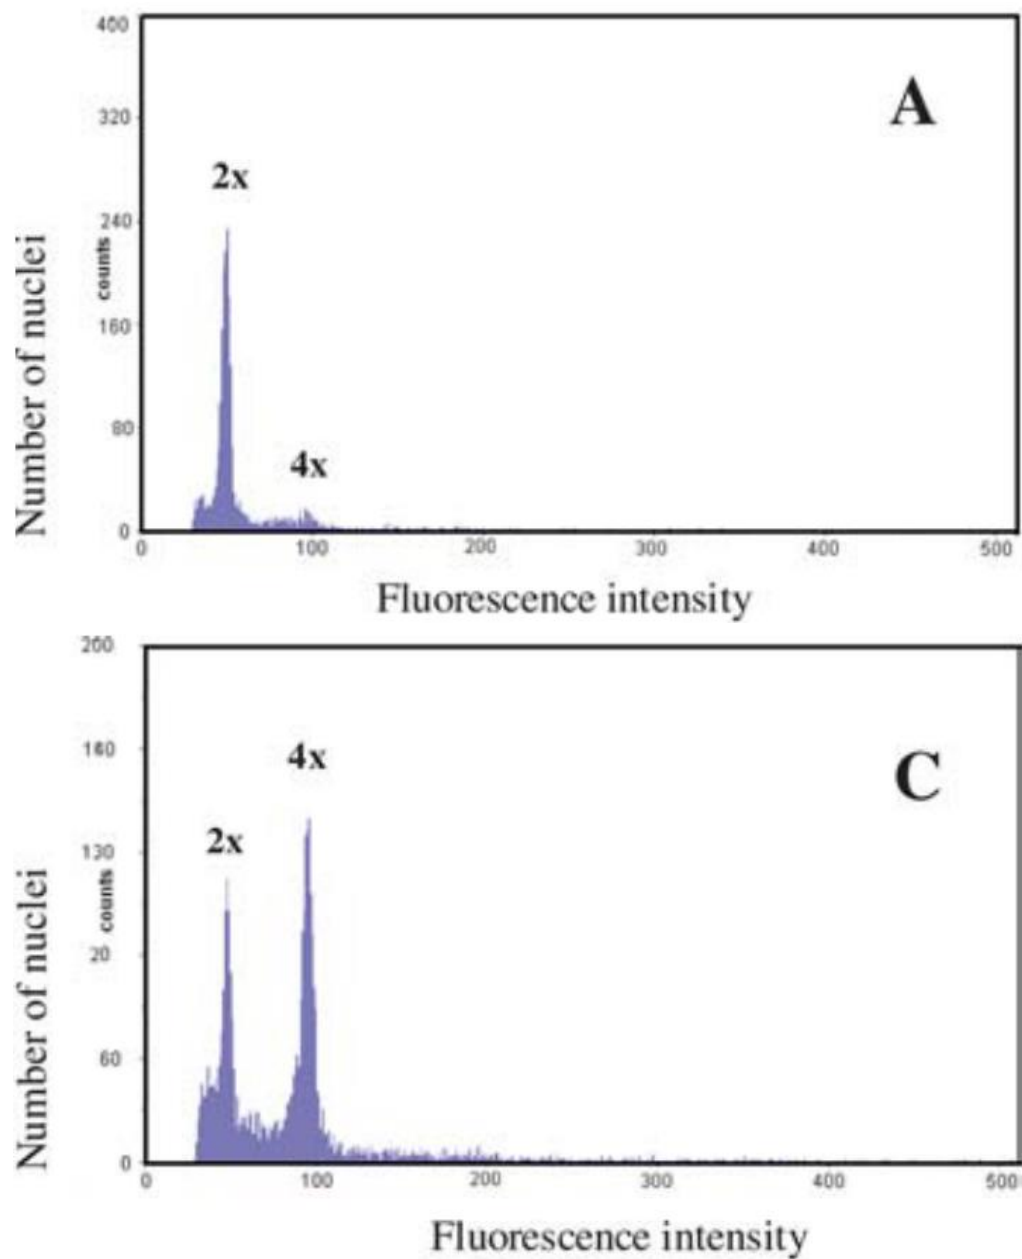 400
A
320
2x
240
Number of nuclei
counts
160
80
4x
0
0 100 200 300 400 500
Fluorescence intensity
200
180
4x
C
2x
130
Number of nuclei
counts
20
60
0
0 100 200 300 400 500
Fluorescence intensity